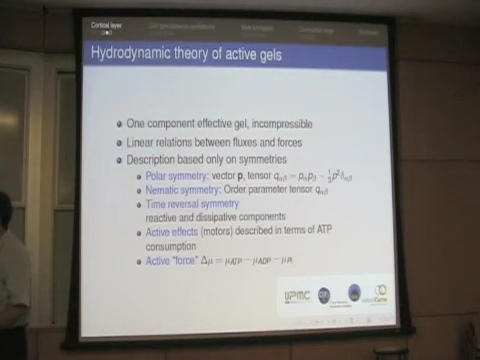 Cortical layer
Hydrodynamic theory of active gels
One component effective gel, incompressible
Linear relations between fluxes and forces
Description based only on symmetries
Polar symmetry: vector p, tensor qαβ = pαpβ − 1/3 p²δαβ
Nematic symmetry: Order parameter tensor qαβ
Time reversal symmetry
reactive and dissipative components
Active effects (motors) described in terms of ATP
consumption
Active "force" Δμ = μATP − μADP − μPi
UPMC